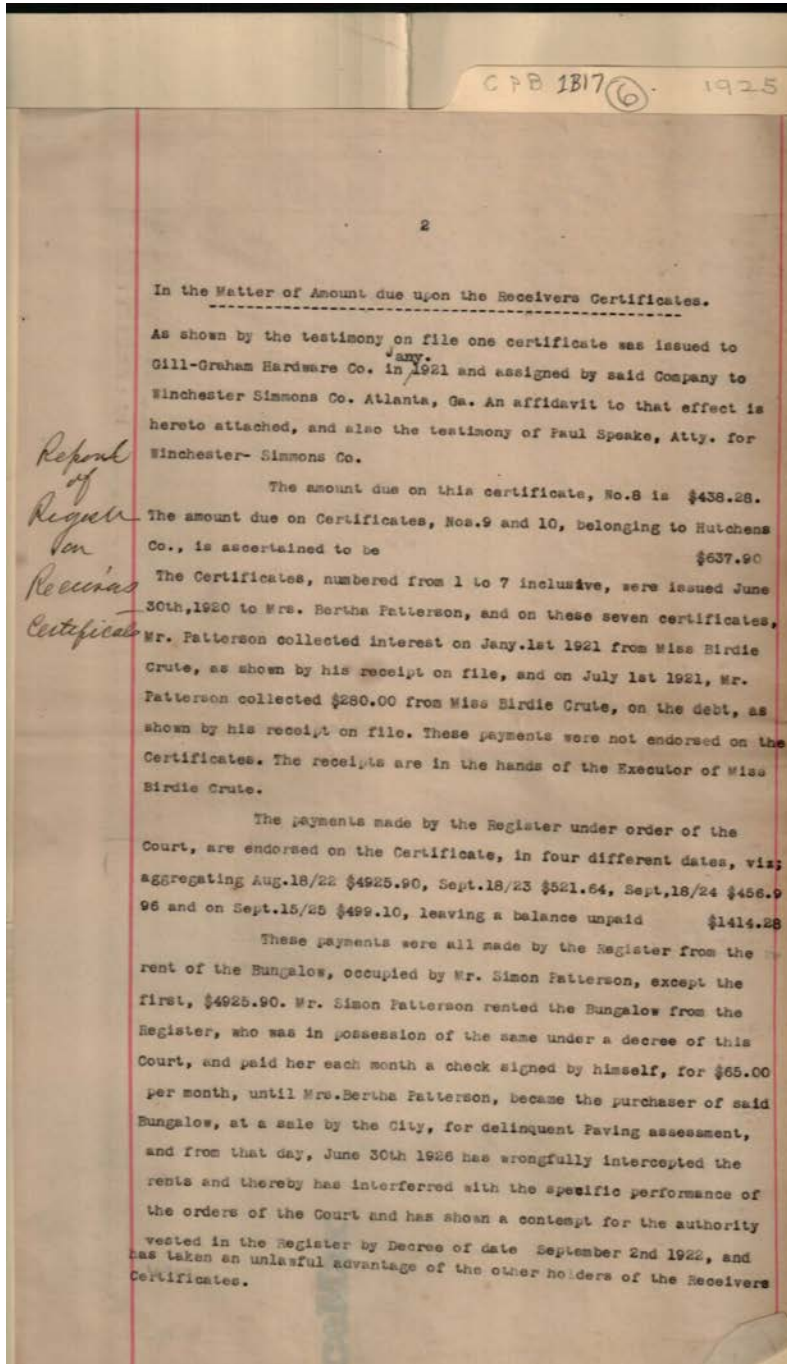 CPB 1B17 6. 1925
2
In the Matter of Amount due upon the Receivers Certificates.
As shown by the testimony on file one certificate was issued to
Jany.
Gill-Graham Hardware Co. in 1921 and assigned by said Company to
Winchester Simmons Co. Atlanta, Ga. An affidavit to that effect is
hereto attached, and also the testimony of Paul Speake, Atty. for
Winchester- Simmons Co.
The amount due on this certificate, No.8 is $438.28.
The amount due on Certificates, Nos.9 and 10, belonging to Hutchens
Co., is ascertained to be $637.90
The Certificates, numbered from 1 to 7 inclusive, were issued June
30th,1920 to Mrs. Bertha Patterson, and on these seven certificates,
Mr. Patterson collected interest on Jany.1st 1921 from Miss Birdie
Crute, as shown by his receipt on file, and on July 1st 1921, Mr.
Patterson collected $280.00 from Miss Birdie Crute, on the debt, as
shown by his receipt on file. These payments were not endorsed on the
Certificates. The receipts are in the hands of the Executor of Miss
Birdie Crute.
The payments made by the Register under order of the
Court, are endorsed on the Certificate, in four different dates, viz;
aggregating Aug.18/22 $4925.90, Sept.18/23 $521.64, Sept,18/24 $456.9
96 and on Sept.15/25 $499.10, leaving a balance unpaid $1414.28
These payments were all made by the Register from the
rent of the Bungalow, occupied by Mr. Simon Patterson, except the
first, $4925.90. Mr. Simon Patterson rented the Bungalow from the
Register, who was in possession of the same under a decree of this
Court, and paid her each month a check signed by himself, for $65.00
per month, until Mrs.Bertha Patterson, became the purchaser of said
Bungalow, at a sale by the City, for delinquent Paving assessment,
and from that day, June 30th 1926 has wrongfully intercepted the
rents and thereby has interferred with the specific performance of
the orders of the Court and has shown a contempt for the authority
vested in the Register by Decree of date September 2nd 1922, and
has taken an unlawful advantage of the other holders of the Receivers
Certificates.
Report
of
Register
on
Receivers
Certificate